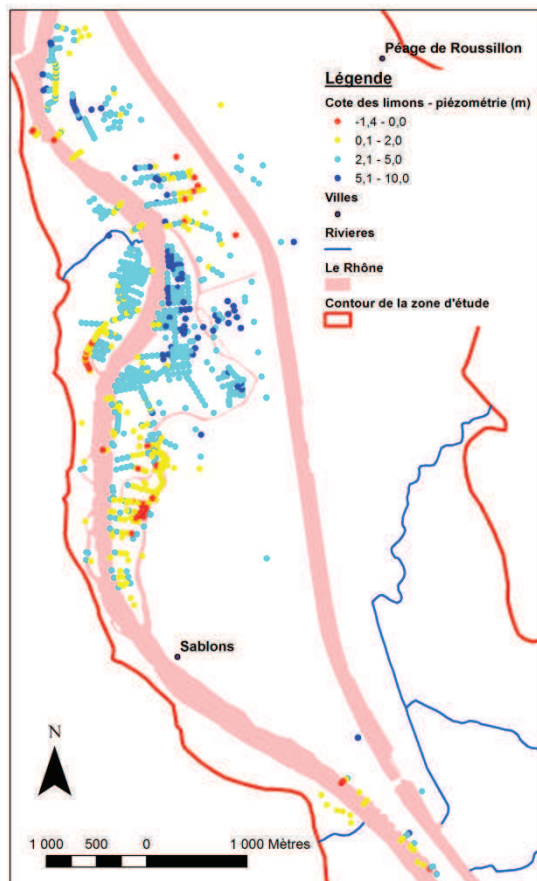 Péage de Roussillon
Légende
Cote des limons - piézométrie (m)
-1,4 - 0,0
0,1 - 2,0
2,1 - 5,0
5,1 - 10,0
Villes
Rivieres
Le Rhône
Contour de la zone d'étude
Sablons
N
1 000 500 0 1 000 Mètres